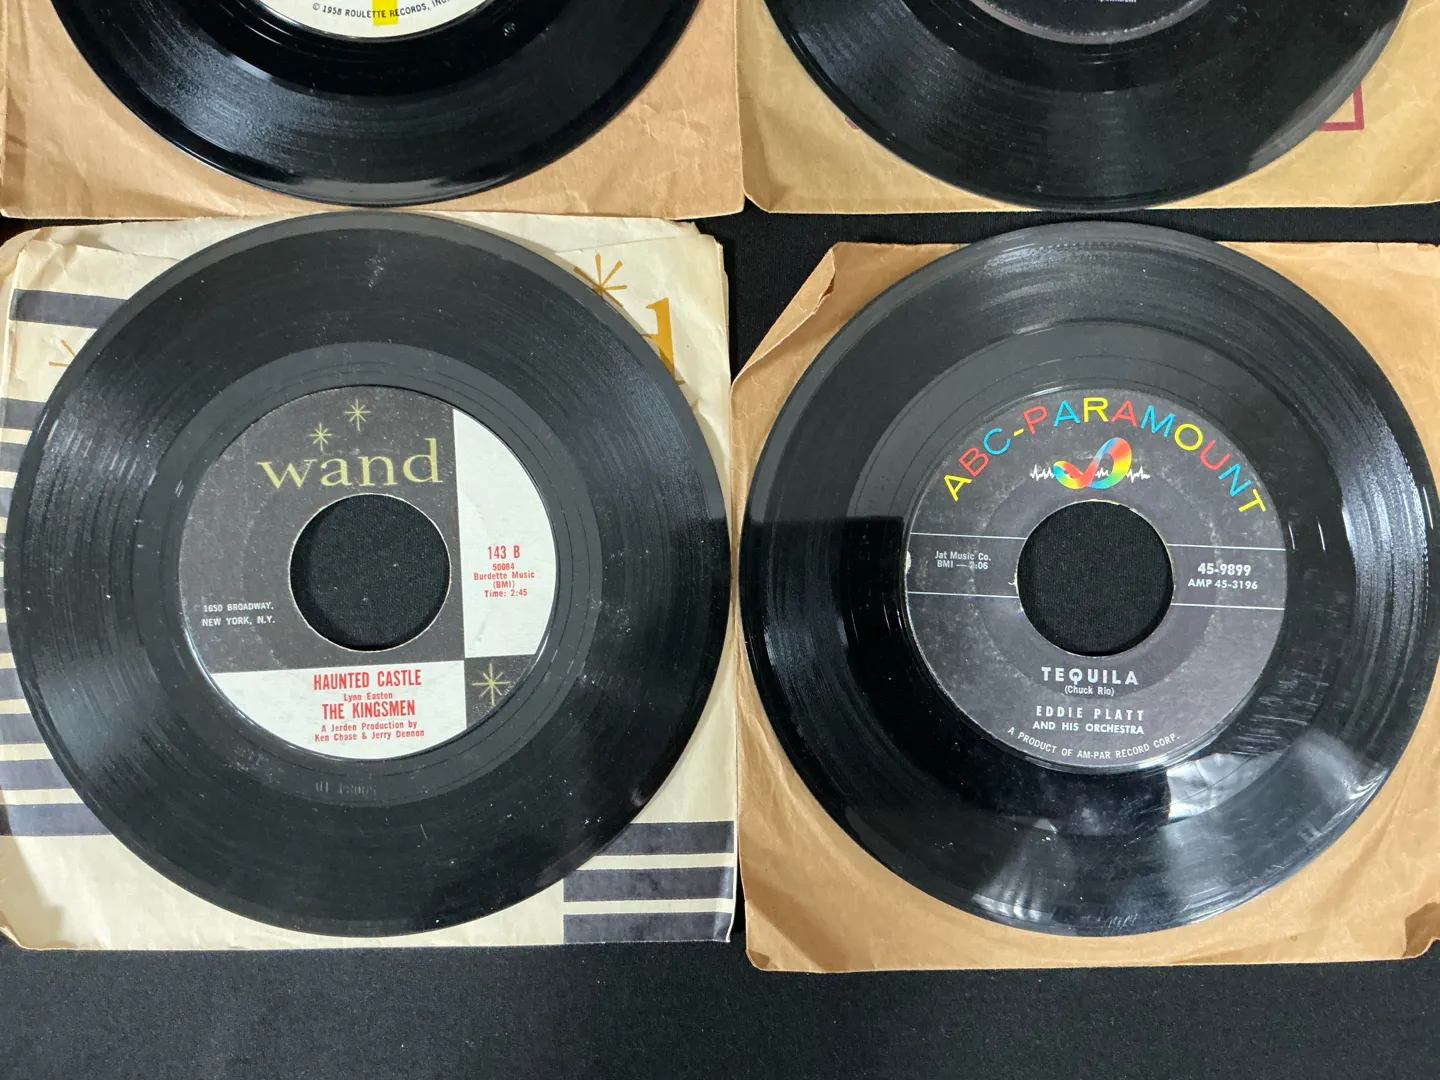 © 1958 ROULETTE RECORDS, INC.
wand
143 B
50084
Burdette Music
(BMI)
Time: 2:45
1650 BROADWAY,
NEW YORK, N.Y.
HAUNTED CASTLE
Lynn Easton
THE KINGSMEN
A Jerden Production by
Ken Chase & Jerry Dennon
ABC-PARAMOUNT
Jat Music Co.
BMI — 2:06
45-9899
AMP 45-3196
TEQUILA
(Chuck Rio)
EDDIE PLATT
AND HIS ORCHESTRA
A PRODUCT OF AM-PAR RECORD CORP.